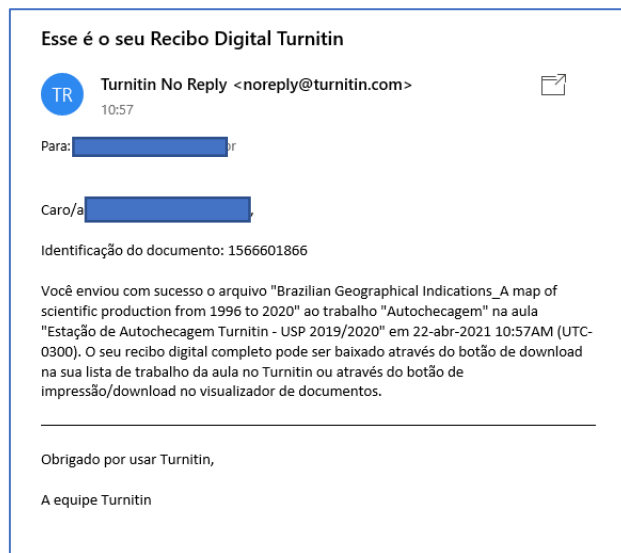 Esse é o seu Recibo Digital Turnitin
TR
Turnitin No Reply <noreply@turnitin.com>
10:57
Para: br
Caro/a ,
Identificação do documento: 1566601866
Você enviou com sucesso o arquivo "Brazilian Geographical Indications_A map of
scientific production from 1996 to 2020" ao trabalho "Autochecagem" na aula
"Estação de Autochecagem Turnitin - USP 2019/2020" em 22-abr-2021 10:57AM (UTC-
0300). O seu recibo digital completo pode ser baixado através do botão de download
na sua lista de trabalho da aula no Turnitin ou através do botão de
impressão/download no visualizador de documentos.
Obrigado por usar Turnitin,
A equipe Turnitin